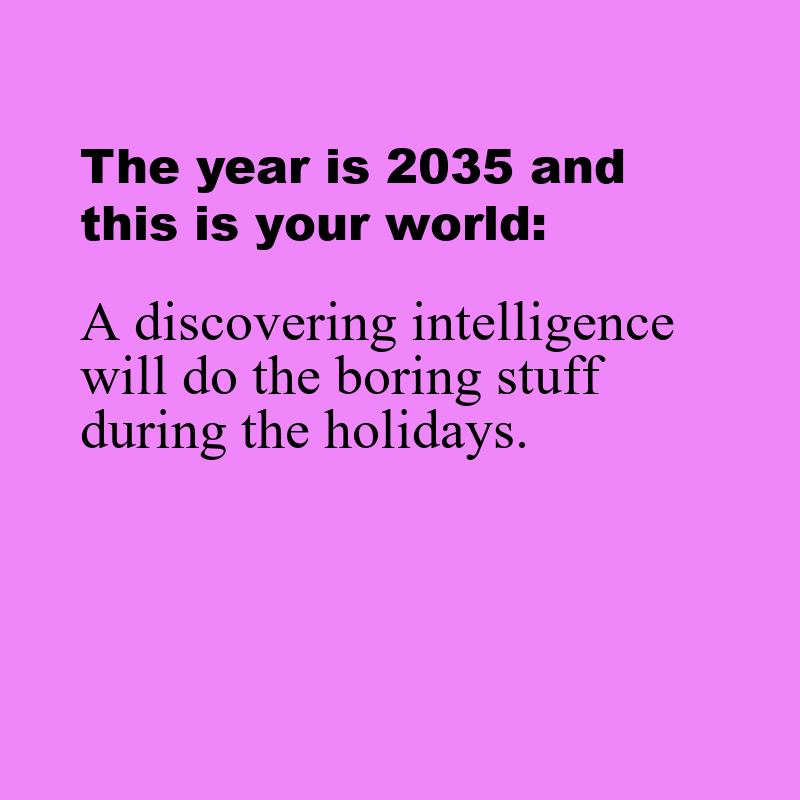 The year is 2035 and
this is your world:
A discovering intelligence
will do the boring stuff
during the holidays.